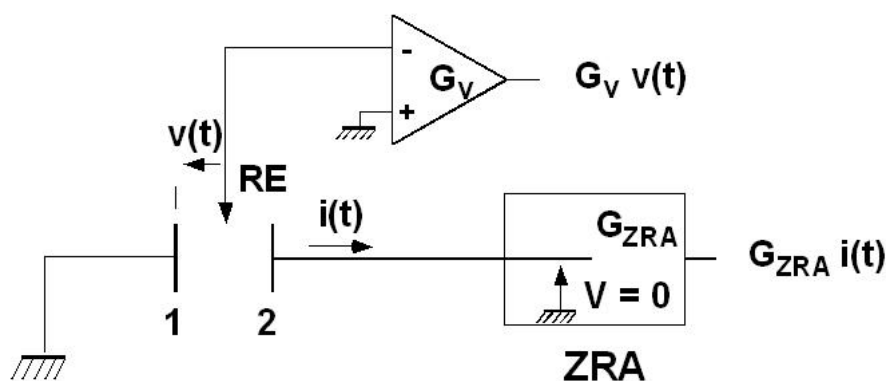 -
G_V
+
G_V v(t)
v(t)
RE
i(t)
G_ZRA
G_ZRA i(t)
V = 0
1
2
ZRA